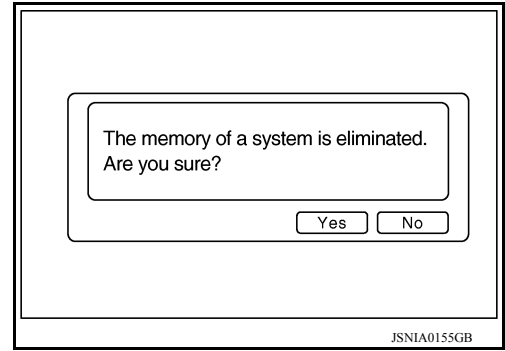 The memory of a system is eliminated.
Are you sure?
Yes No
JSNIA0155GB